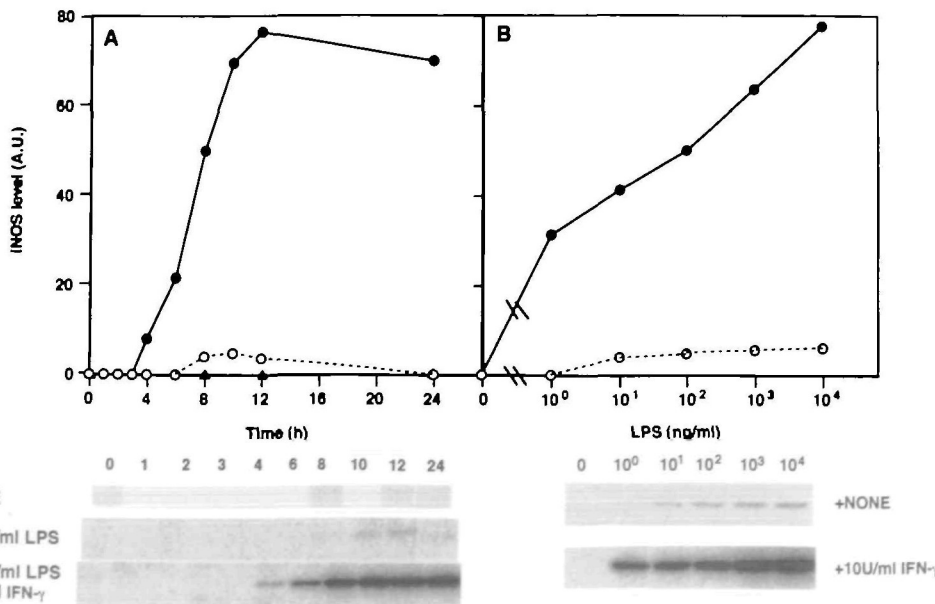 80
A
B
60
40
20
0
iNOS level (A.U.)
0 4 8 12 16 20 24
Time (h)
0 10⁰ 10¹ 10² 10³ 10⁴
LPS (ng/ml)
0 1 2 3 4 6 8 10 12 24
/ml LPS
/ml LPS
IFN-γ
0 10⁰ 10¹ 10² 10³ 10⁴
+NONE
+10U/ml IFN-γ